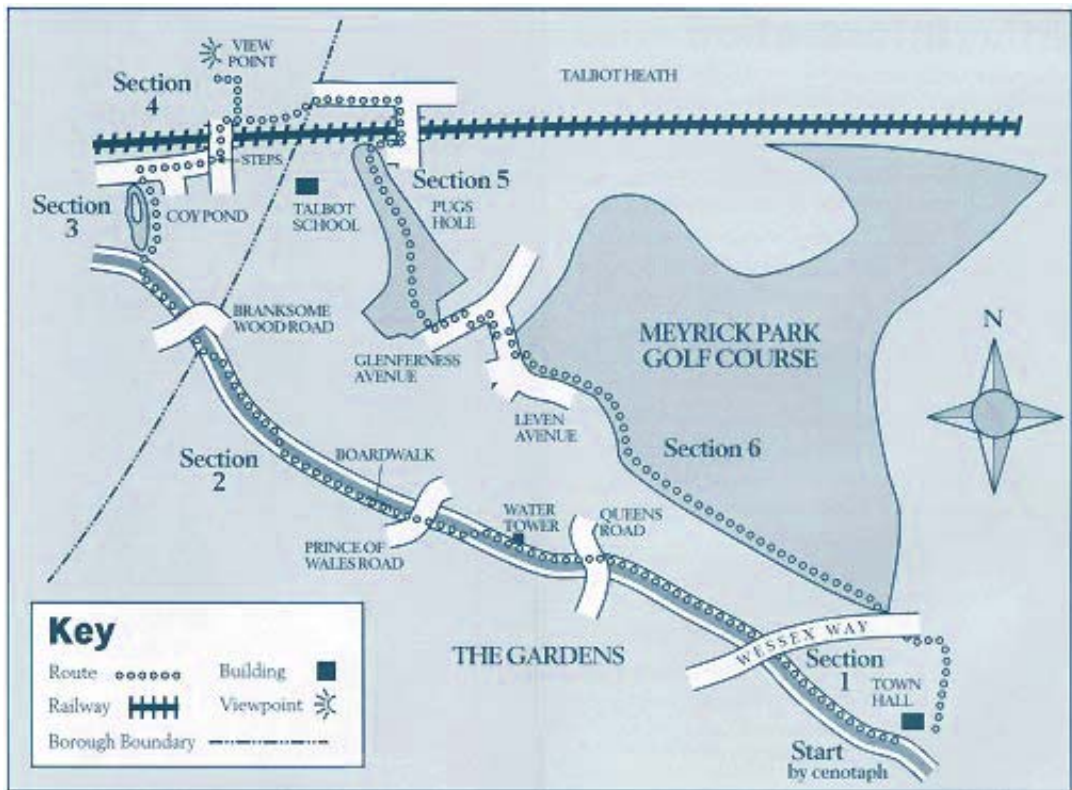 VIEW
POINT
TALBOT HEATH
Section
4
STEPS
Section 5
Section
3
COY POND
TALBOT
SCHOOL
PUGS
HOLE
BRANKSOME
WOOD ROAD
MEYRICK PARK
GOLF COURSE
N
GLENFERNESS
AVENUE
LEVEN
AVENUE
Section 6
Section
2
BOARDWALK
WATER
TOWER
QUEENS
ROAD
PRINCE OF
WALES ROAD
WESSEX WAY
THE GARDENS
Section
1
TOWN
HALL
Start
by cenotaph
Key
Route
Building
Railway
Viewpoint
Borough Boundary